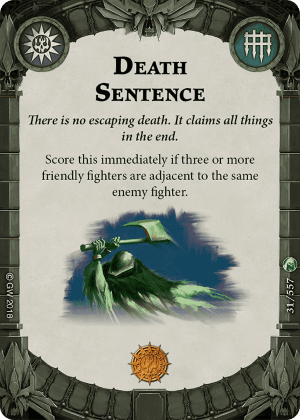 DEATH
SENTENCE
There is no escaping death. It claims all things
in the end.
Score this immediately if three or more
friendly fighters are adjacent to the same
enemy fighter.
© GW 2018
31/557